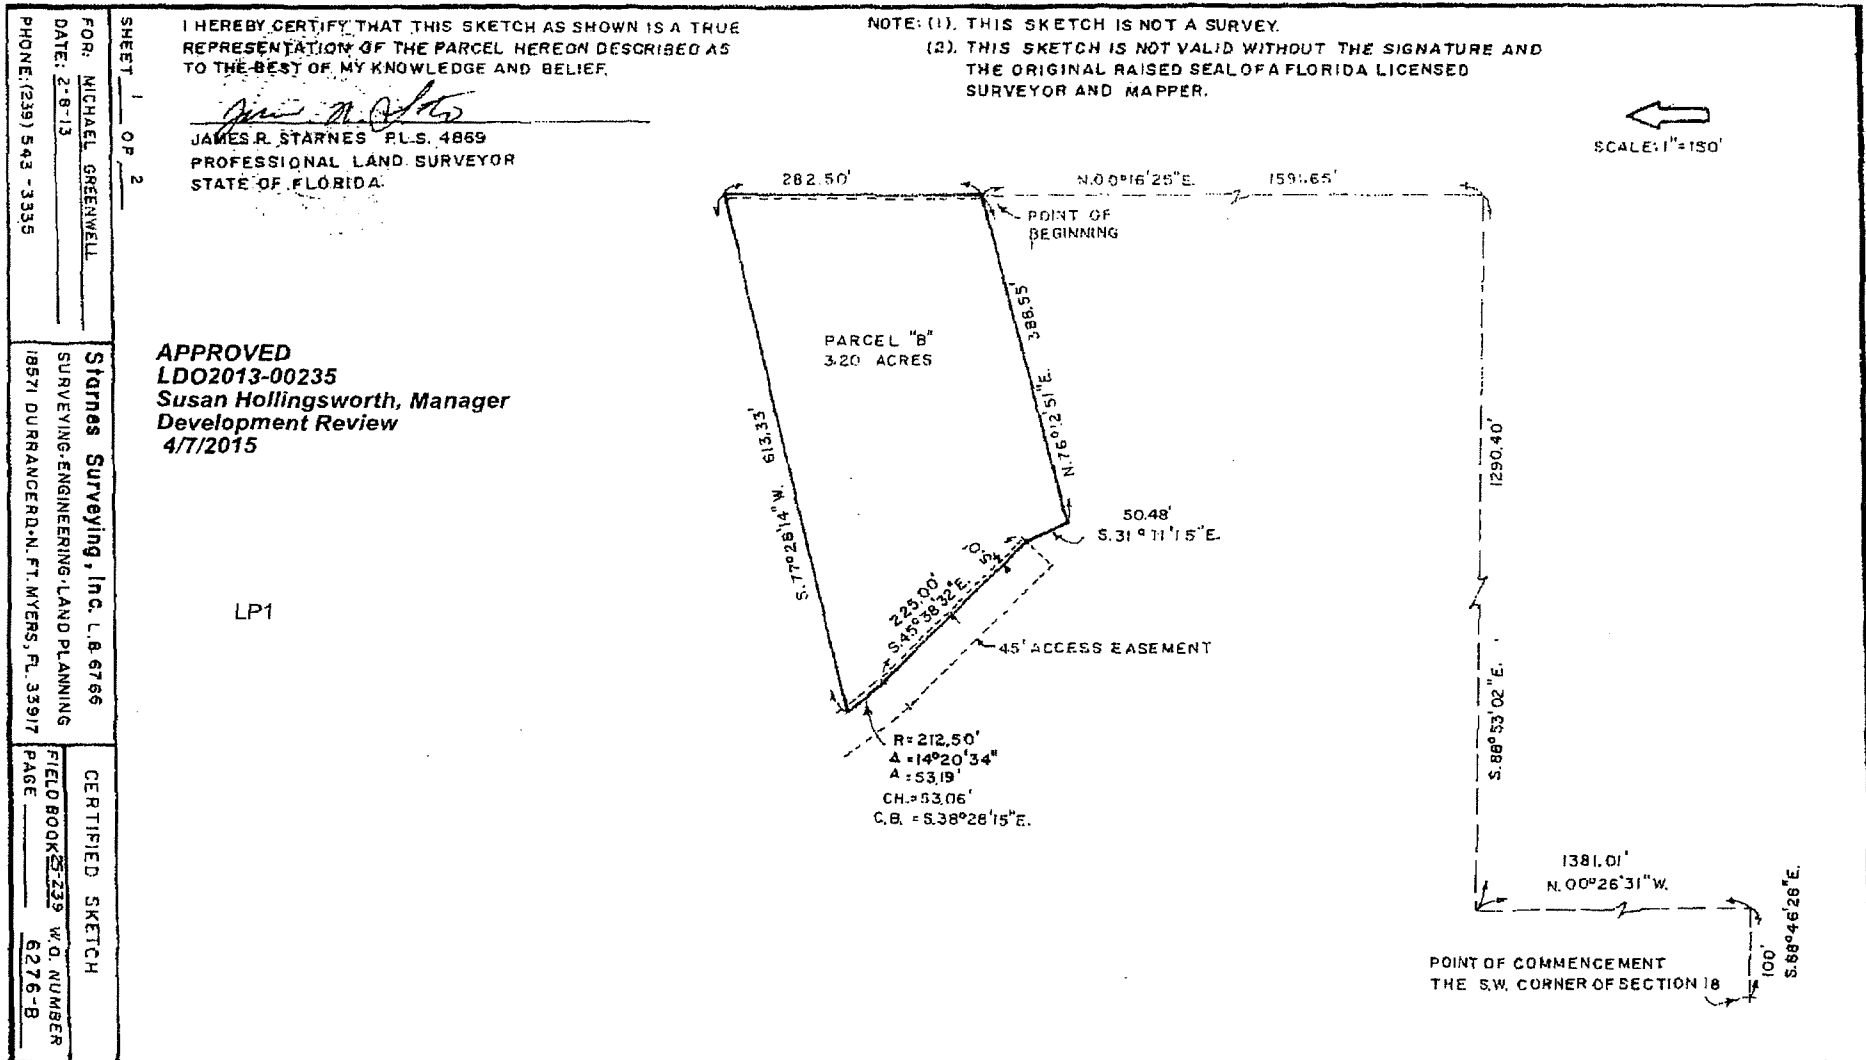 I HEREBY CERTIFY THAT THIS SKETCH AS SHOWN IS A TRUE
REPRESENTATION OF THE PARCEL HEREON DESCRIBED AS
TO THE BEST OF MY KNOWLEDGE AND BELIEF.
JAMES R. STARNES P.L.S. 4869
PROFESSIONAL LAND SURVEYOR
STATE OF FLORIDA
NOTE: (1). THIS SKETCH IS NOT A SURVEY.
(2). THIS SKETCH IS NOT VALID WITHOUT THE SIGNATURE AND
THE ORIGINAL RAISED SEAL OF A FLORIDA LICENSED
SURVEYOR AND MAPPER.
SCALE: 1"=150'
282.50'
N.00°16'25"E. 1591.65'
POINT OF
BEGINNING
PARCEL "B"
3.20 ACRES
N.76°12'51"E. 388.55'
S.77°28'14"W. 613.33'
50.48'
S.31°11'15"E.
225.00'
S.45°38'32"E.
45' ACCESS EASEMENT
R=212.50'
Δ=14°20'34"
A=53.19'
CH.=53.06'
C.B. = S.38°28'15"E.
1290.40'
S.88°53'02"E.
1381.01'
N.00°26'31"W.
100'
S.68°46'28"E.
POINT OF COMMENCEMENT
THE S.W. CORNER OF SECTION 18
APPROVED
LDO2013-00235
Susan Hollingsworth, Manager
Development Review
4/7/2015
LP1
SHEET 1 OF 2
FOR: MICHAEL GREENWELL
DATE: 2-8-13
PHONE: (239) 543-3335
Starnes Surveying, Inc. L.B. 6766
SURVEYING-ENGINEERING-LAND PLANNING
18571 DURRANCE RD.-N. FT. MYERS, FL. 33917
CERTIFIED SKETCH
FIELD BOOK 25-239 W.O. NUMBER
PAGE 6276-B